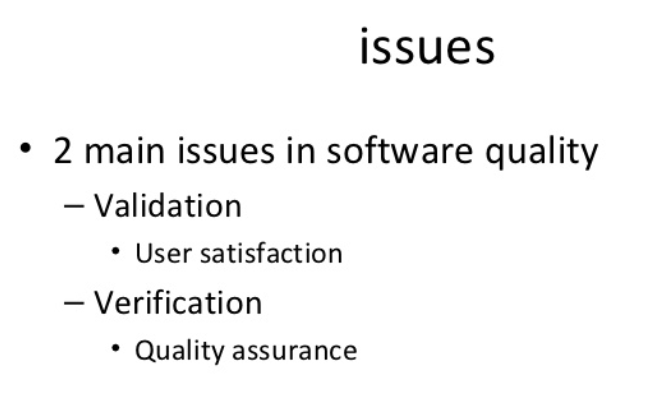 issues
• 2 main issues in software quality
– Validation
• User satisfaction
– Verification
• Quality assurance